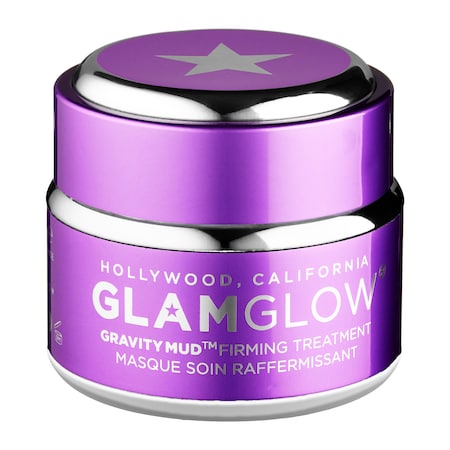 HOLLYWOOD, CALIFORNIA
GLAMGLOW
GRAVITYMUD™ FIRMING TREATMENT
MASQUE SOIN RAFFERMISSANT